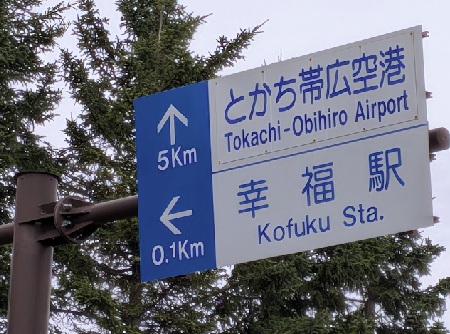 ↑
5Km
とかち帯広空港
Tokachi-Obihiro Airport
←
0.1Km
幸福駅
Kofuku Sta.